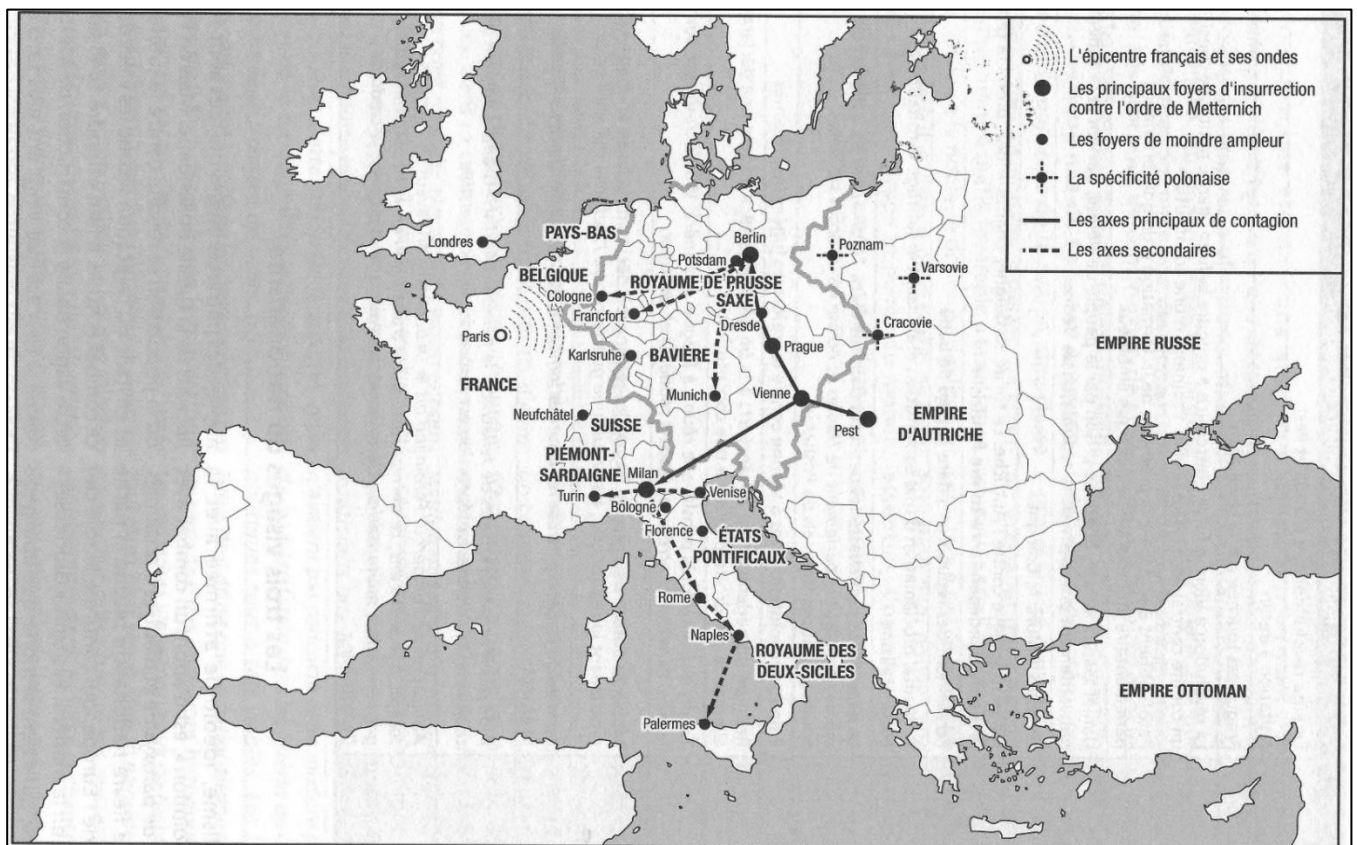 L'épicentre français et ses ondes
Les principaux foyers d'insurrection
contre l'ordre de Metternich
Les foyers de moindre ampleur
La spécificité polonaise
Les axes principaux de contagion
Les axes secondaires
Londres
PAYS-BAS
Berlin
Potsdam
Poznam
Varsovie
BELGIQUE
ROYAUME DE PRUSSE
Cologne
SAXE
Francfort
Dresde
Cracovie
Paris
Prague
EMPIRE RUSSE
Karlsruhe
BAVIÈRE
FRANCE
Munich
Vienne
Neufchâtel
SUISSE
Pest
EMPIRE
D'AUTRICHE
PIÉMONT-
SARDAIGNE
Milan
Turin
Venise
Bologne
Florence
ÉTATS
PONTIFICAUX
Rome
Naples
ROYAUME DES
DEUX-SICILES
EMPIRE OTTOMAN
Palermes